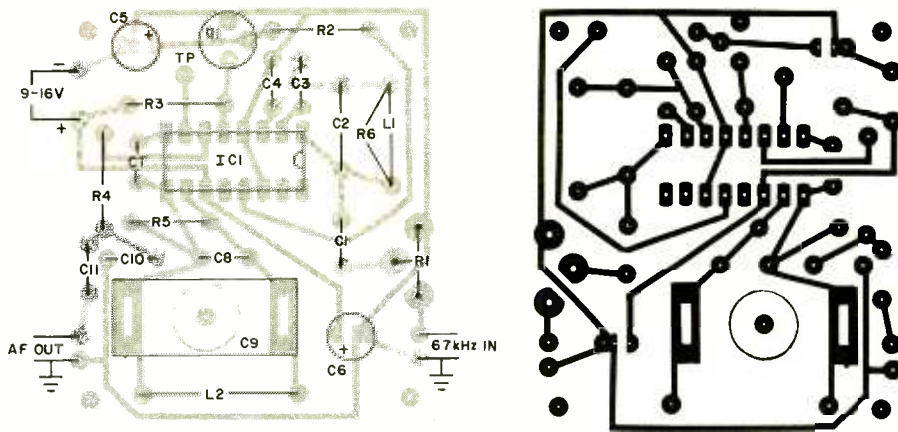 C5
+
Q1
R2
TP
C4
C3
-
9-16V
+
R3
C2
R6
L1
C7
IC1
R4
R5
C1
R1
C11
C10
C8
C9
AF OUT
+
C6
67kHz IN
L2